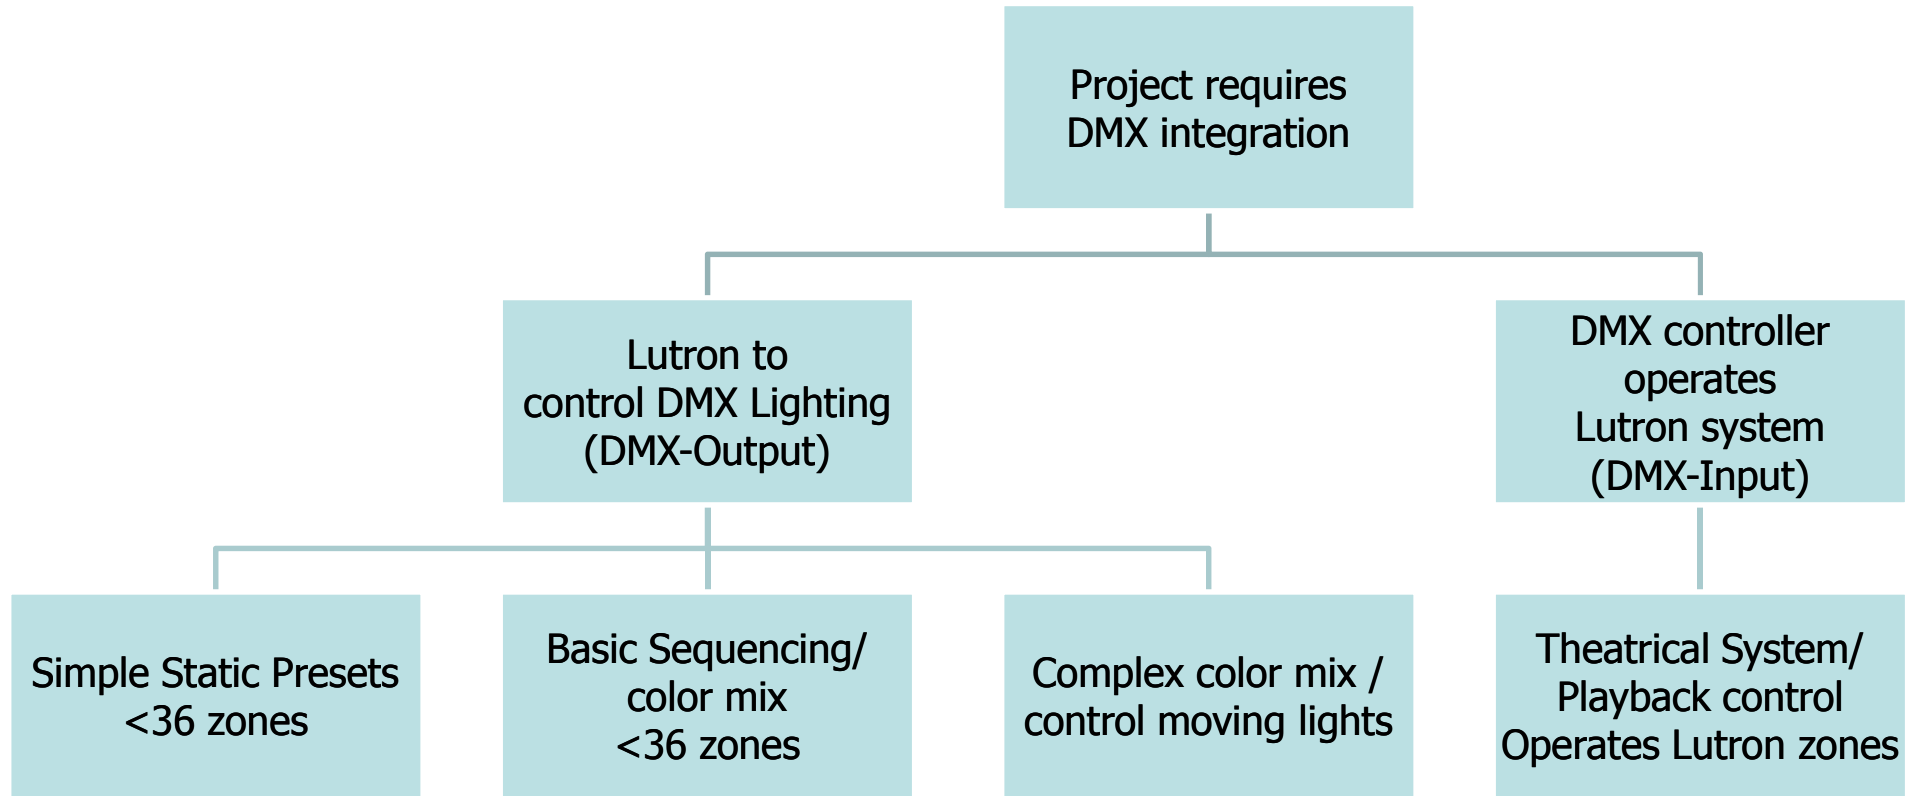 Project requires
DMX integration
Lutron to
control DMX Lighting
(DMX-Output)
DMX controller
operates
Lutron system
(DMX-Input)
Simple Static Presets
<36 zones
Basic Sequencing/
color mix
<36 zones
Complex color mix /
control moving lights
Theatrical System/
Playback control
Operates Lutron zones